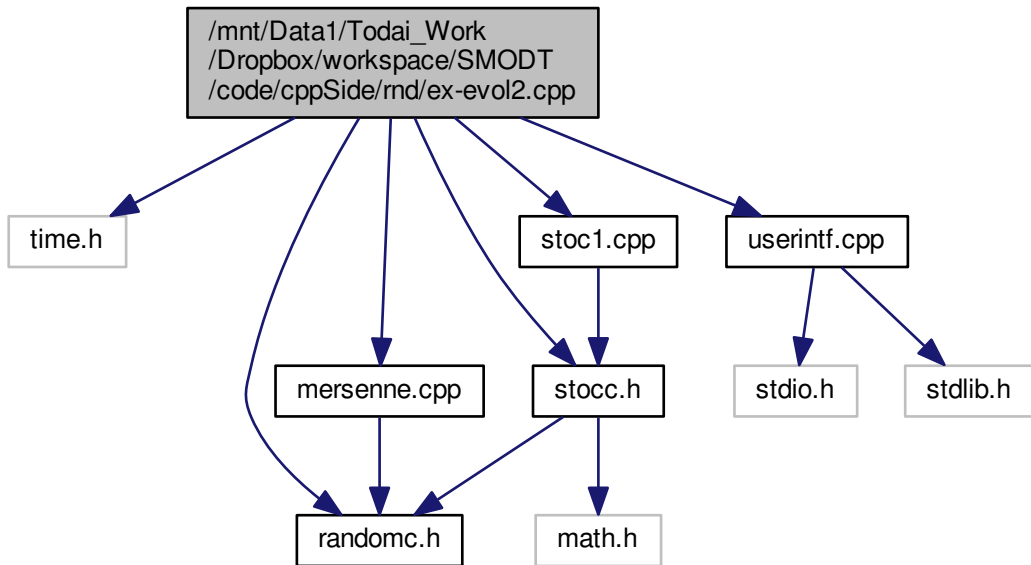 /mnt/Data1/Todai_Work
/Dropbox/workspace/SMODT
/code/cppSide/rnd/ex-evol2.cpp
time.h
stoc1.cpp
userintf.cpp
mersenne.cpp
stocc.h
stdio.h
stdlib.h
randomc.h
math.h